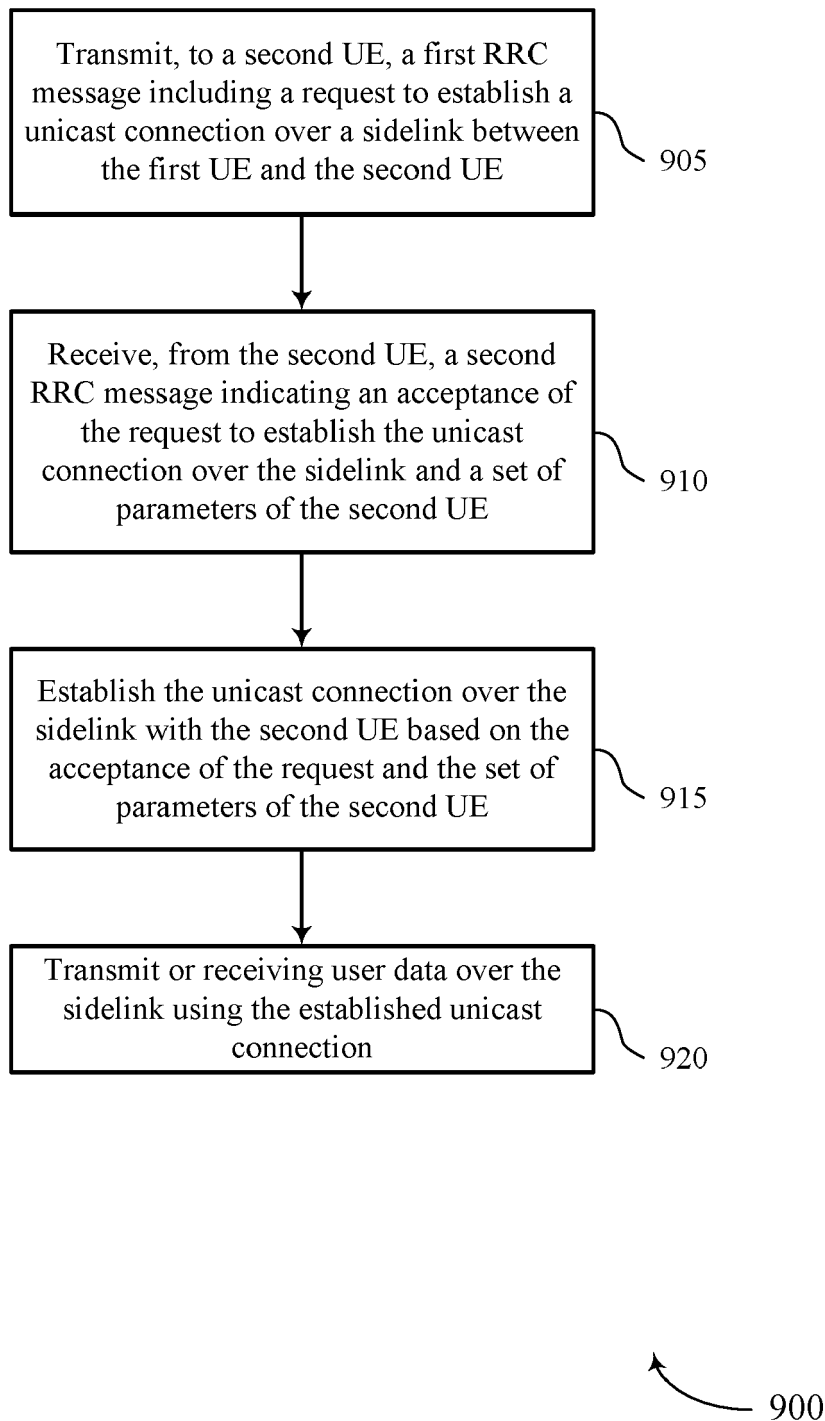 Transmit, to a second UE, a first RRC
message including a request to establish a
unicast connection over a sidelink between
the first UE and the second UE
905
Receive, from the second UE, a second
RRC message indicating an acceptance of
the request to establish the unicast
connection over the sidelink and a set of
parameters of the second UE
910
Establish the unicast connection over the
sidelink with the second UE based on the
acceptance of the request and the set of
parameters of the second UE
915
Transmit or receiving user data over the
sidelink using the established unicast
connection
920
900